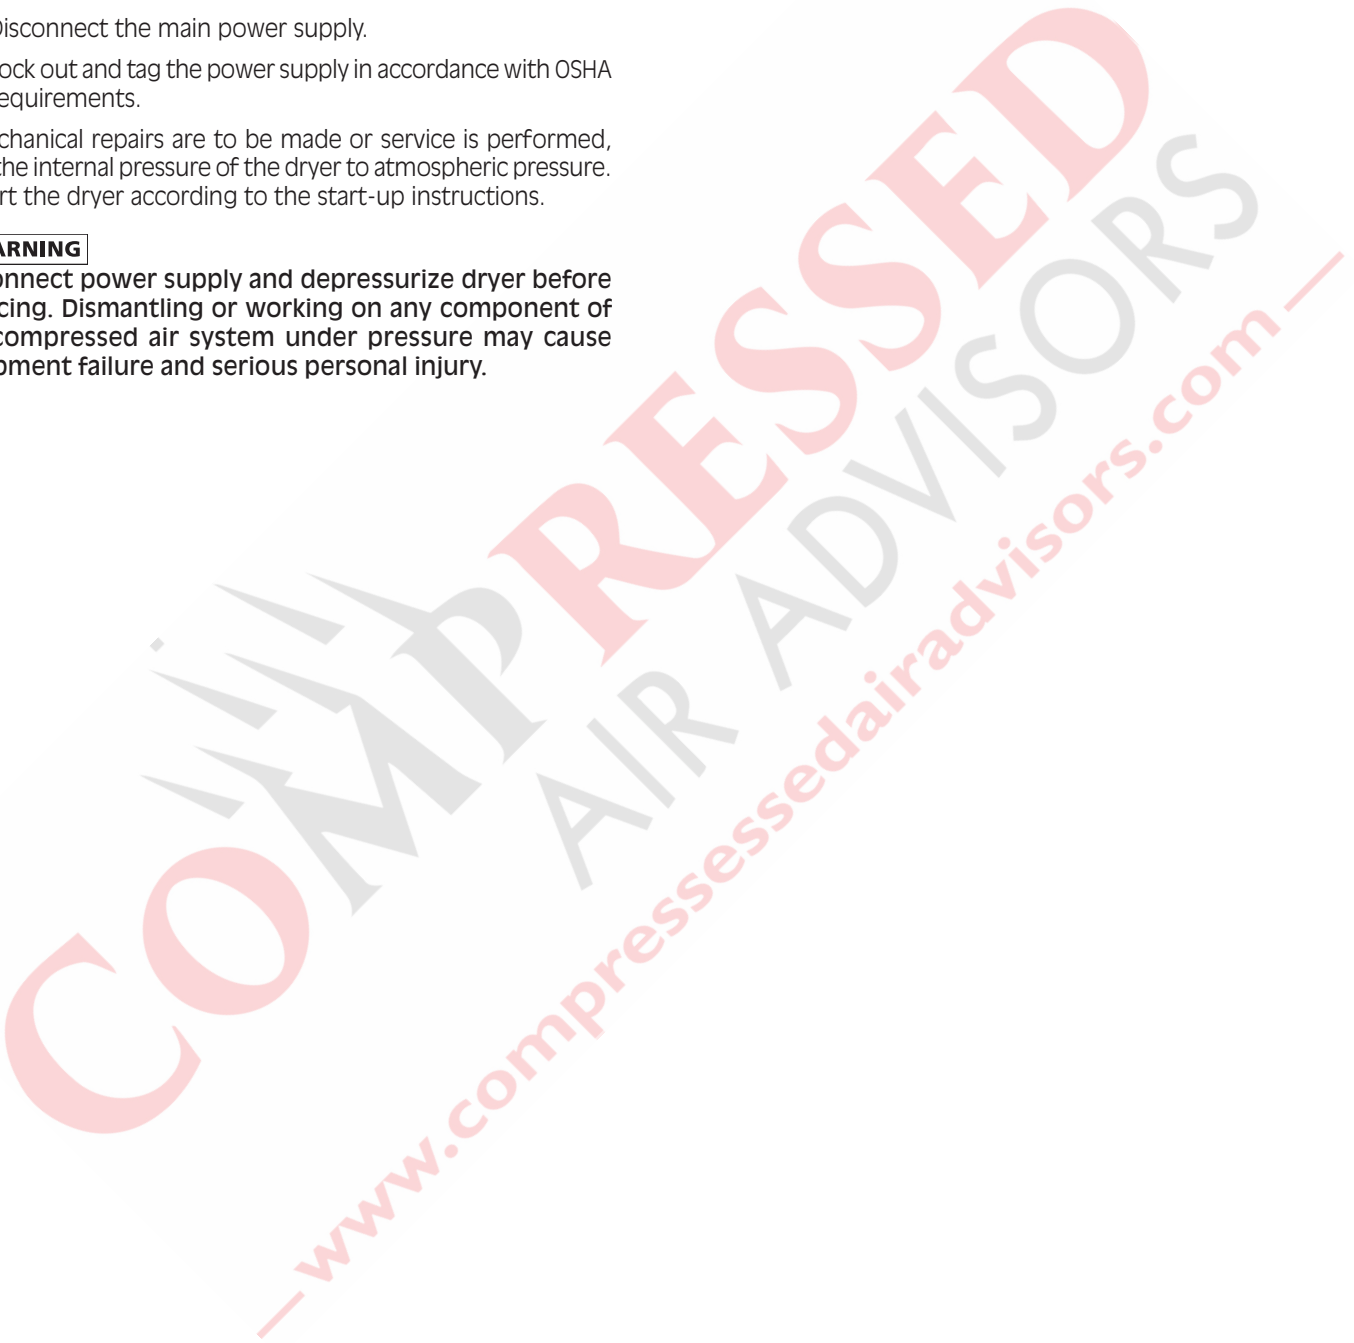 Disconnect the main power supply.
ock out and tag the power supply in accordance with OSHA
equirements.
chanical repairs are to be made or service is performed,
the internal pressure of the dryer to atmospheric pressure.
rt the dryer according to the start-up instructions.
ARNING
onnect power supply and depressurize dryer before
cing. Dismantling or working on any component of
compressed air system under pressure may cause
pment failure and serious personal injury.
COMPRESSED
AIR ADVISORS
www.compressessedairadvisors.com